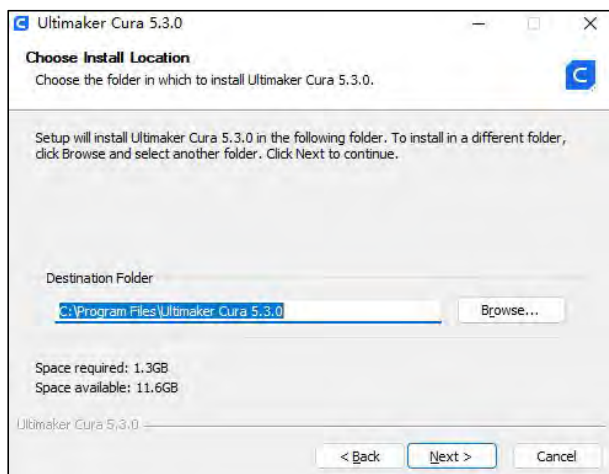 Ultimaker Cura 5.3.0
Choose Install Location
Choose the folder in which to install Ultimaker Cura 5.3.0.
Setup will install Ultimaker Cura 5.3.0 in the following folder. To install in a different folder,
click Browse and select another folder. Click Next to continue.
Destination Folder
C:\Program Files\Ultimaker Cura 5.3.0
Browse...
Space required: 1.3GB
Space available: 11.6GB
Ultimaker Cura 5.3.0
< Back Next > Cancel